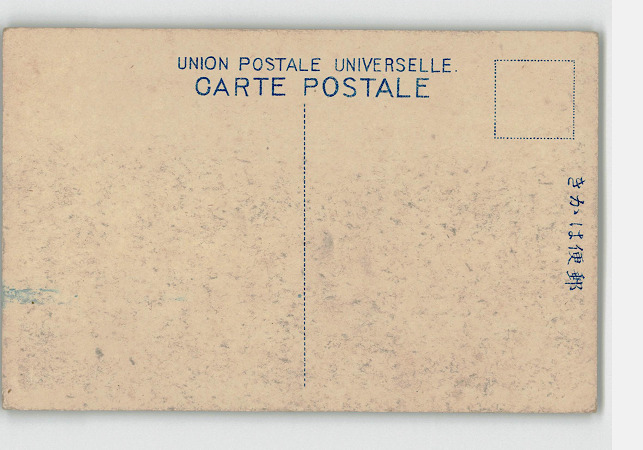 UNION POSTALE UNIVERSELLE.
CARTE POSTALE
郵便はかき